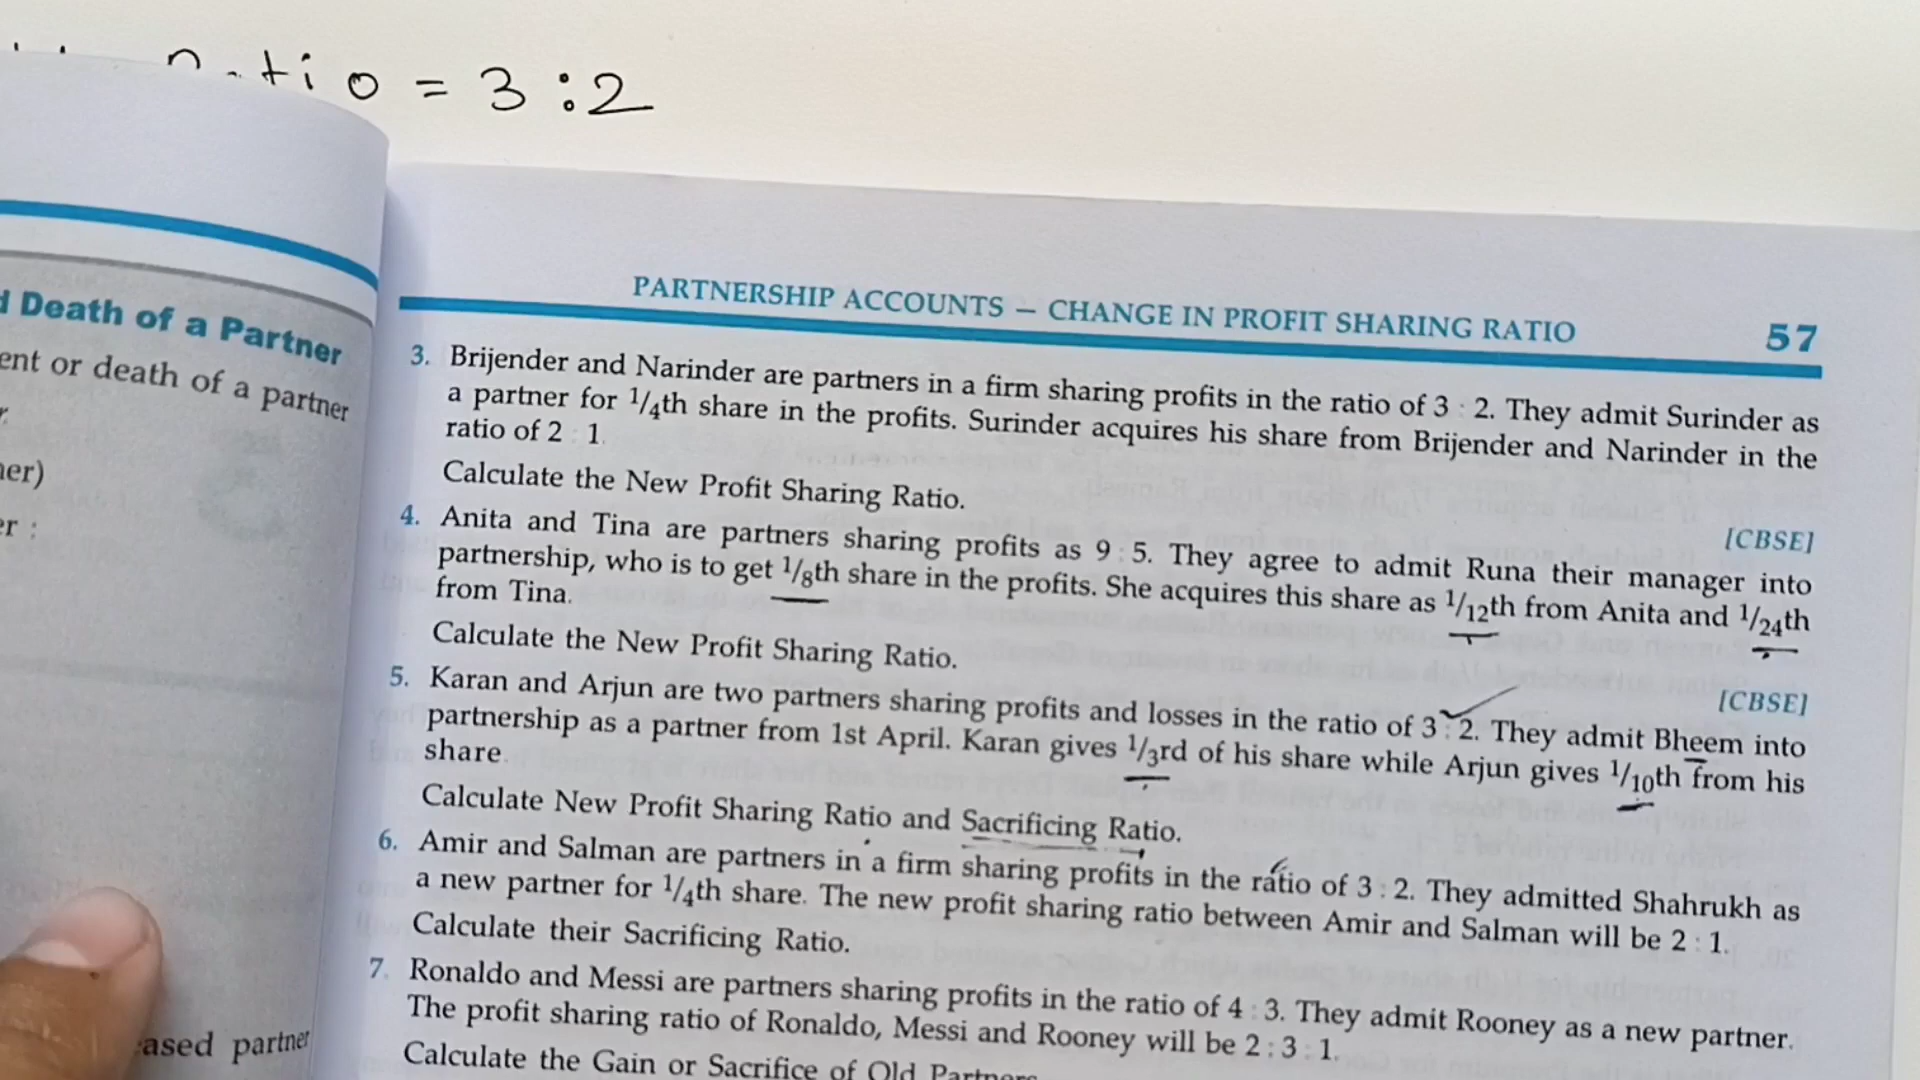 tio = 3:2
Death of a Partner
ent or death of a partner
er)
er :
ased partner
PARTNERSHIP ACCOUNTS – CHANGE IN PROFIT SHARING RATIO 57
3. Brijender and Narinder are partners in a firm sharing profits in the ratio of 3 : 2. They admit Surinder as
a partner for 1/4th share in the profits. Surinder acquires his share from Brijender and Narinder in the
ratio of 2 : 1.
Calculate the New Profit Sharing Ratio.
[CBSE]
4. Anita and Tina are partners sharing profits as 9 : 5. They agree to admit Runa their manager into
partnership, who is to get 1/8th share in the profits. She acquires this share as 1/12th from Anita and 1/24th
from Tina.
Calculate the New Profit Sharing Ratio.
[CBSE]
5. Karan and Arjun are two partners sharing profits and losses in the ratio of 3 : 2. They admit Bheem into
partnership as a partner from 1st April. Karan gives 1/3rd of his share while Arjun gives 1/10th from his
share.
Calculate New Profit Sharing Ratio and Sacrificing Ratio.
6. Amir and Salman are partners in a firm sharing profits in the ratio of 3 : 2. They admitted Shahrukh as
a new partner for 1/4th share. The new profit sharing ratio between Amir and Salman will be 2 : 1.
Calculate their Sacrificing Ratio.
7. Ronaldo and Messi are partners sharing profits in the ratio of 4 : 3. They admit Rooney as a new partner.
The profit sharing ratio of Ronaldo, Messi and Rooney will be 2 : 3 : 1.
Calculate the Gain or Sacrifice of Old Partners